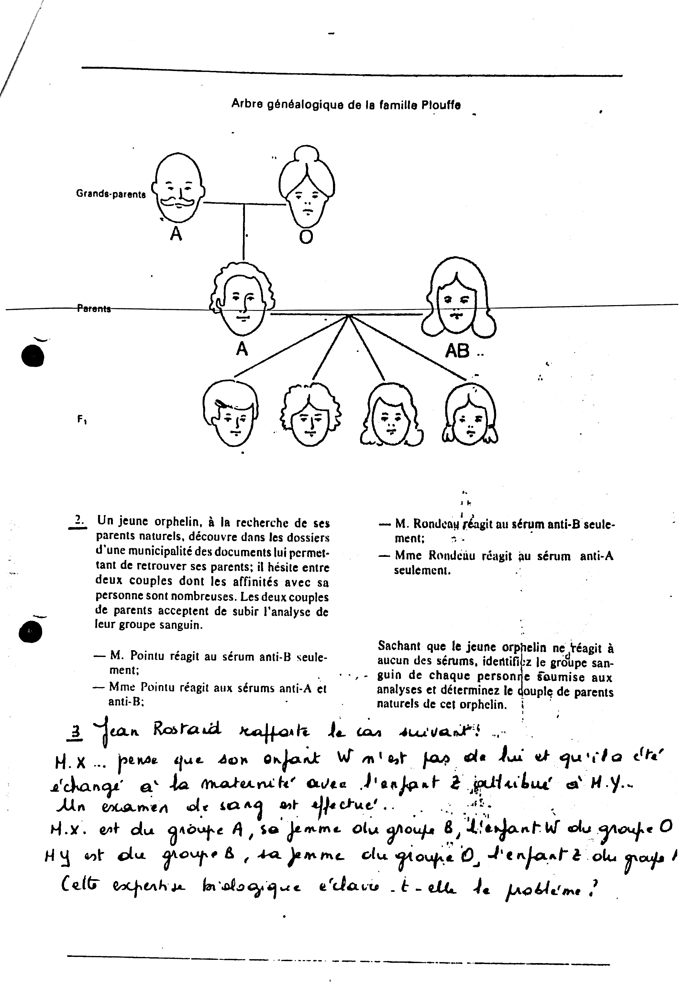 Arbre généalogique de la famille Plouffe
Grands-parents
A
O
Parents
A
AB
F1
2. Un jeune orphelin, à la recherche de ses
parents naturels, découvre dans les dossiers
d'une municipalité des documents lui permet-
tant de retrouver ses parents; il hésite entre
deux couples dont les affinités avec sa
personne sont nombreuses. Les deux couples
de parents acceptent de subir l'analyse de
leur groupe sanguin.
— M. Pointu réagit au sérum anti-B seule-
ment;
— Mme Pointu réagit aux sérums anti-A et
anti-B;
— M. Rondeau réagit au sérum anti-B seule-
ment;
— Mme Rondeau réagit au sérum anti-A
seulement.
Sachant que le jeune orphelin ne réagit à
aucun des sérums, identifiez le groupe san-
guin de chaque personne soumise aux
analyses et déterminez le couple de parents
naturels de cet orphelin.
3 Jean Rostand rapporte le cas suivant:
M. X... pense que son enfant W n'est pas de lui et qu'il a été
échangé à la maternité avec l'enfant Z attribué à M. Y...
Un examen de sang est effectué..
M. X. est du groupe A, sa femme du groupe B, l'enfant W du groupe O
M Y est du groupe B, sa femme du groupe O, l'enfant Z du groupe
Cette expertise biologique éclaire-t-elle le problème?